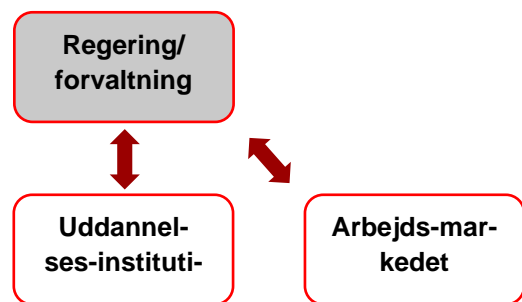 Regering/
forvaltning
Uddannel-
ses-instituti-
Arbejds-mar-
kedet